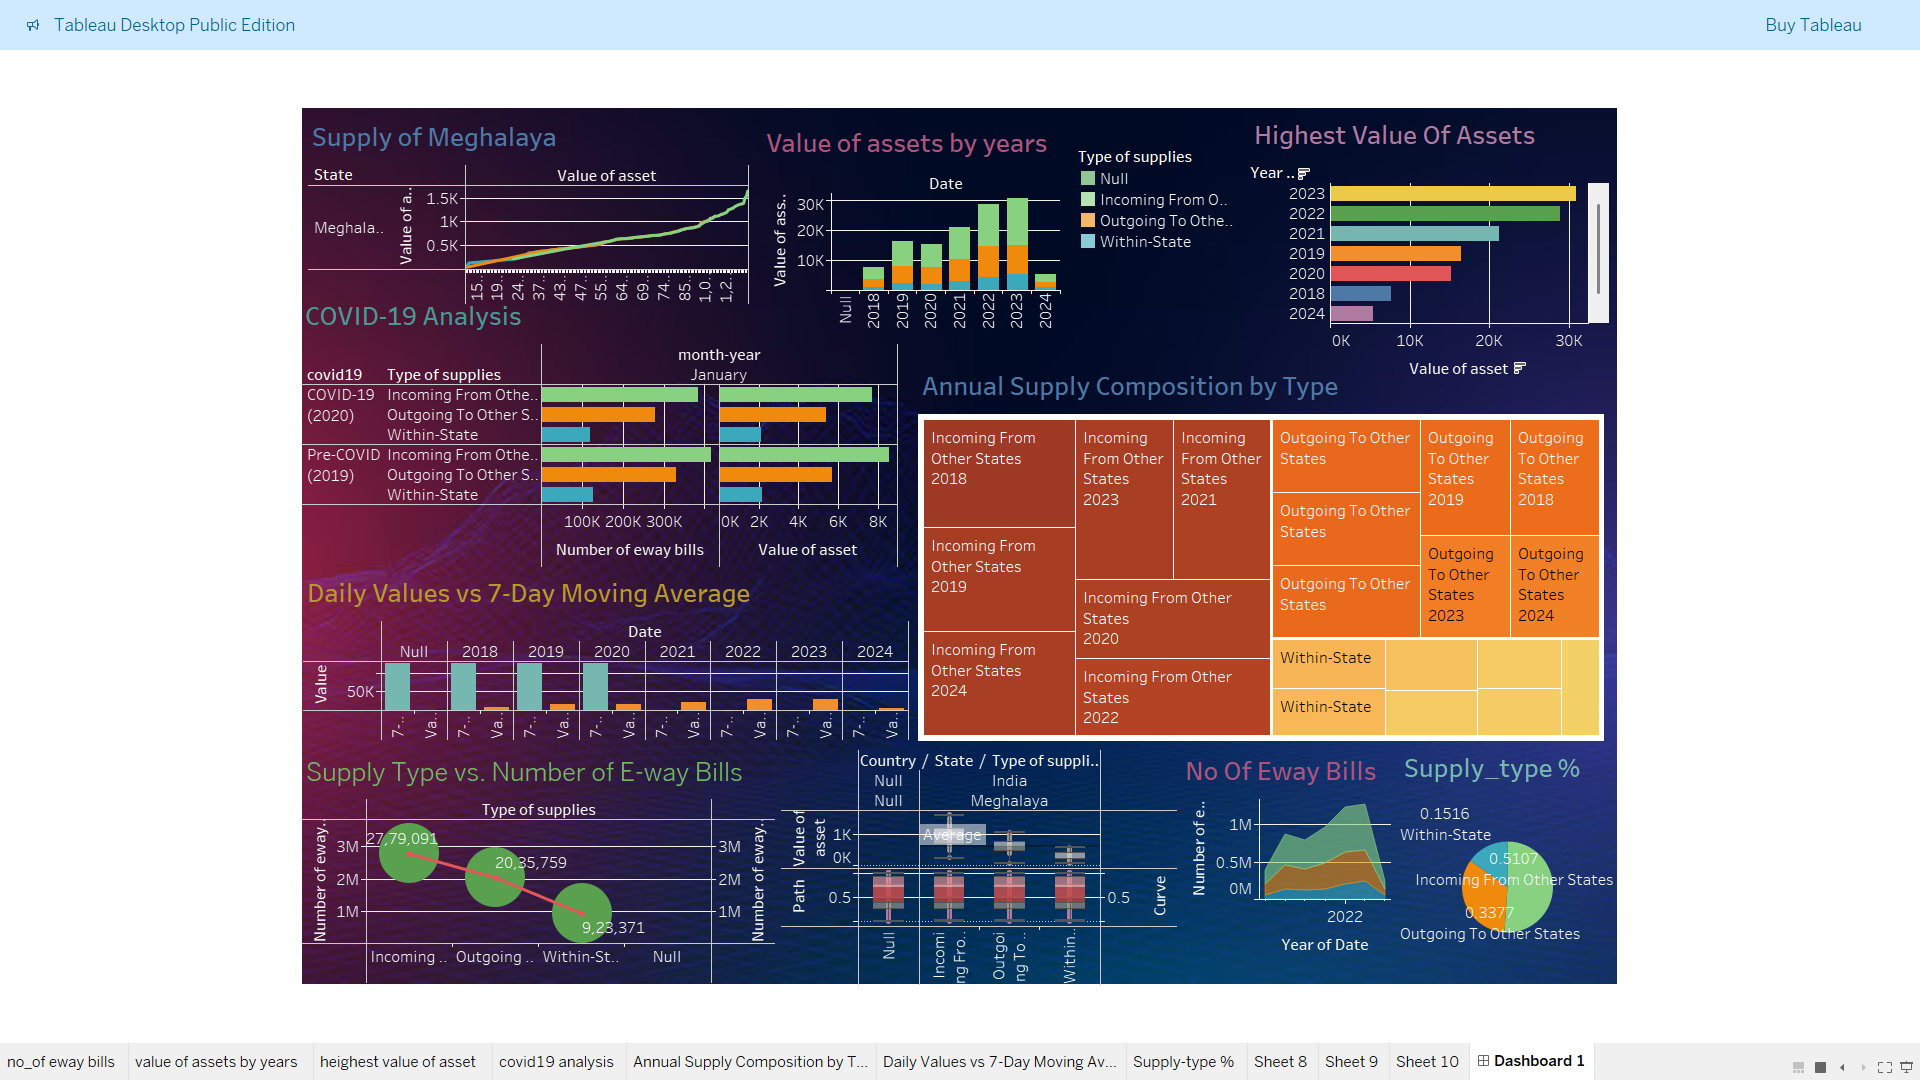 Tableau Desktop Public Edition
Buy Tableau
Supply of Meghalaya
State
Value of asset
Meghala..
Value of a..
1.5K
1K
0.5K
15..
19..
24..
37..
43..
47..
55..
64..
69..
74..
85..
1,0..
1,2..
Value of assets by years
Date
Value of ass..
30K
20K
10K
Null
2018
2019
2020
2021
2022
2023
2024
Type of supplies
Null
Incoming From O..
Outgoing To Othe..
Within-State
Highest Value Of Assets
Year ..
2023
2022
2021
2019
2020
2018
2024
0K 10K 20K 30K
Value of asset
COVID-19 Analysis
month-year
January
covid19 Type of supplies
COVID-19 (2020)
Incoming From Othe..
Outgoing To Other S..
Within-State
Pre-COVID (2019)
Incoming From Othe..
Outgoing To Other S..
Within-State
100K 200K 300K
0K 2K 4K 6K 8K
Number of eway bills
Value of asset
Annual Supply Composition by Type
Incoming From
Other States
2018
Incoming From
Other States
2019
Incoming From
Other States
2024
Incoming
From Other
States
2023
Incoming
From Other
States
2021
Incoming From Other
States
2020
Incoming From Other
States
2022
Outgoing To Other
States
Outgoing To Other
States
Outgoing To Other
States
Outgoing
To Other
States
2019
Outgoing
To Other
States
2018
Outgoing
To Other
States
2023
Outgoing
To Other
States
2024
Within-State
Within-State
Daily Values vs 7-Day Moving Average
Date
Null 2018 2019 2020 2021 2022 2023 2024
Value
50K
7-..
Va..
7-..
Va..
7-..
Va..
7-..
Va..
7-..
Va..
7-..
Va..
7-..
Va..
7-..
Va..
Supply Type vs. Number of E-way Bills
Type of supplies
Number of eway..
3M
2M
1M
27,79,091
20,35,759
9,23,371
3M
2M
1M
Number of eway..
Incoming .. Outgoing .. Within-St.. Null
Country / State / Type of suppli..
Null India
Null Meghalaya
Value of asset
1K
0K
Average
Path
0.5
0.5
Curve
Null
Incomi
ng Fro..
Outgoi
ng To ..
Within..
No Of Eway Bills
Number of e..
1M
0.5M
0M
2022
Year of Date
Supply_type %
0.1516
Within-State
0.5107
Incoming From Other States
0.3377
Outgoing To Other States
no_of eway bills
value of assets by years
heighest value of asset
covid19 analysis
Annual Supply Composition by T...
Daily Values vs 7-Day Moving Av...
Supply-type %
Sheet 8
Sheet 9
Sheet 10
Dashboard 1